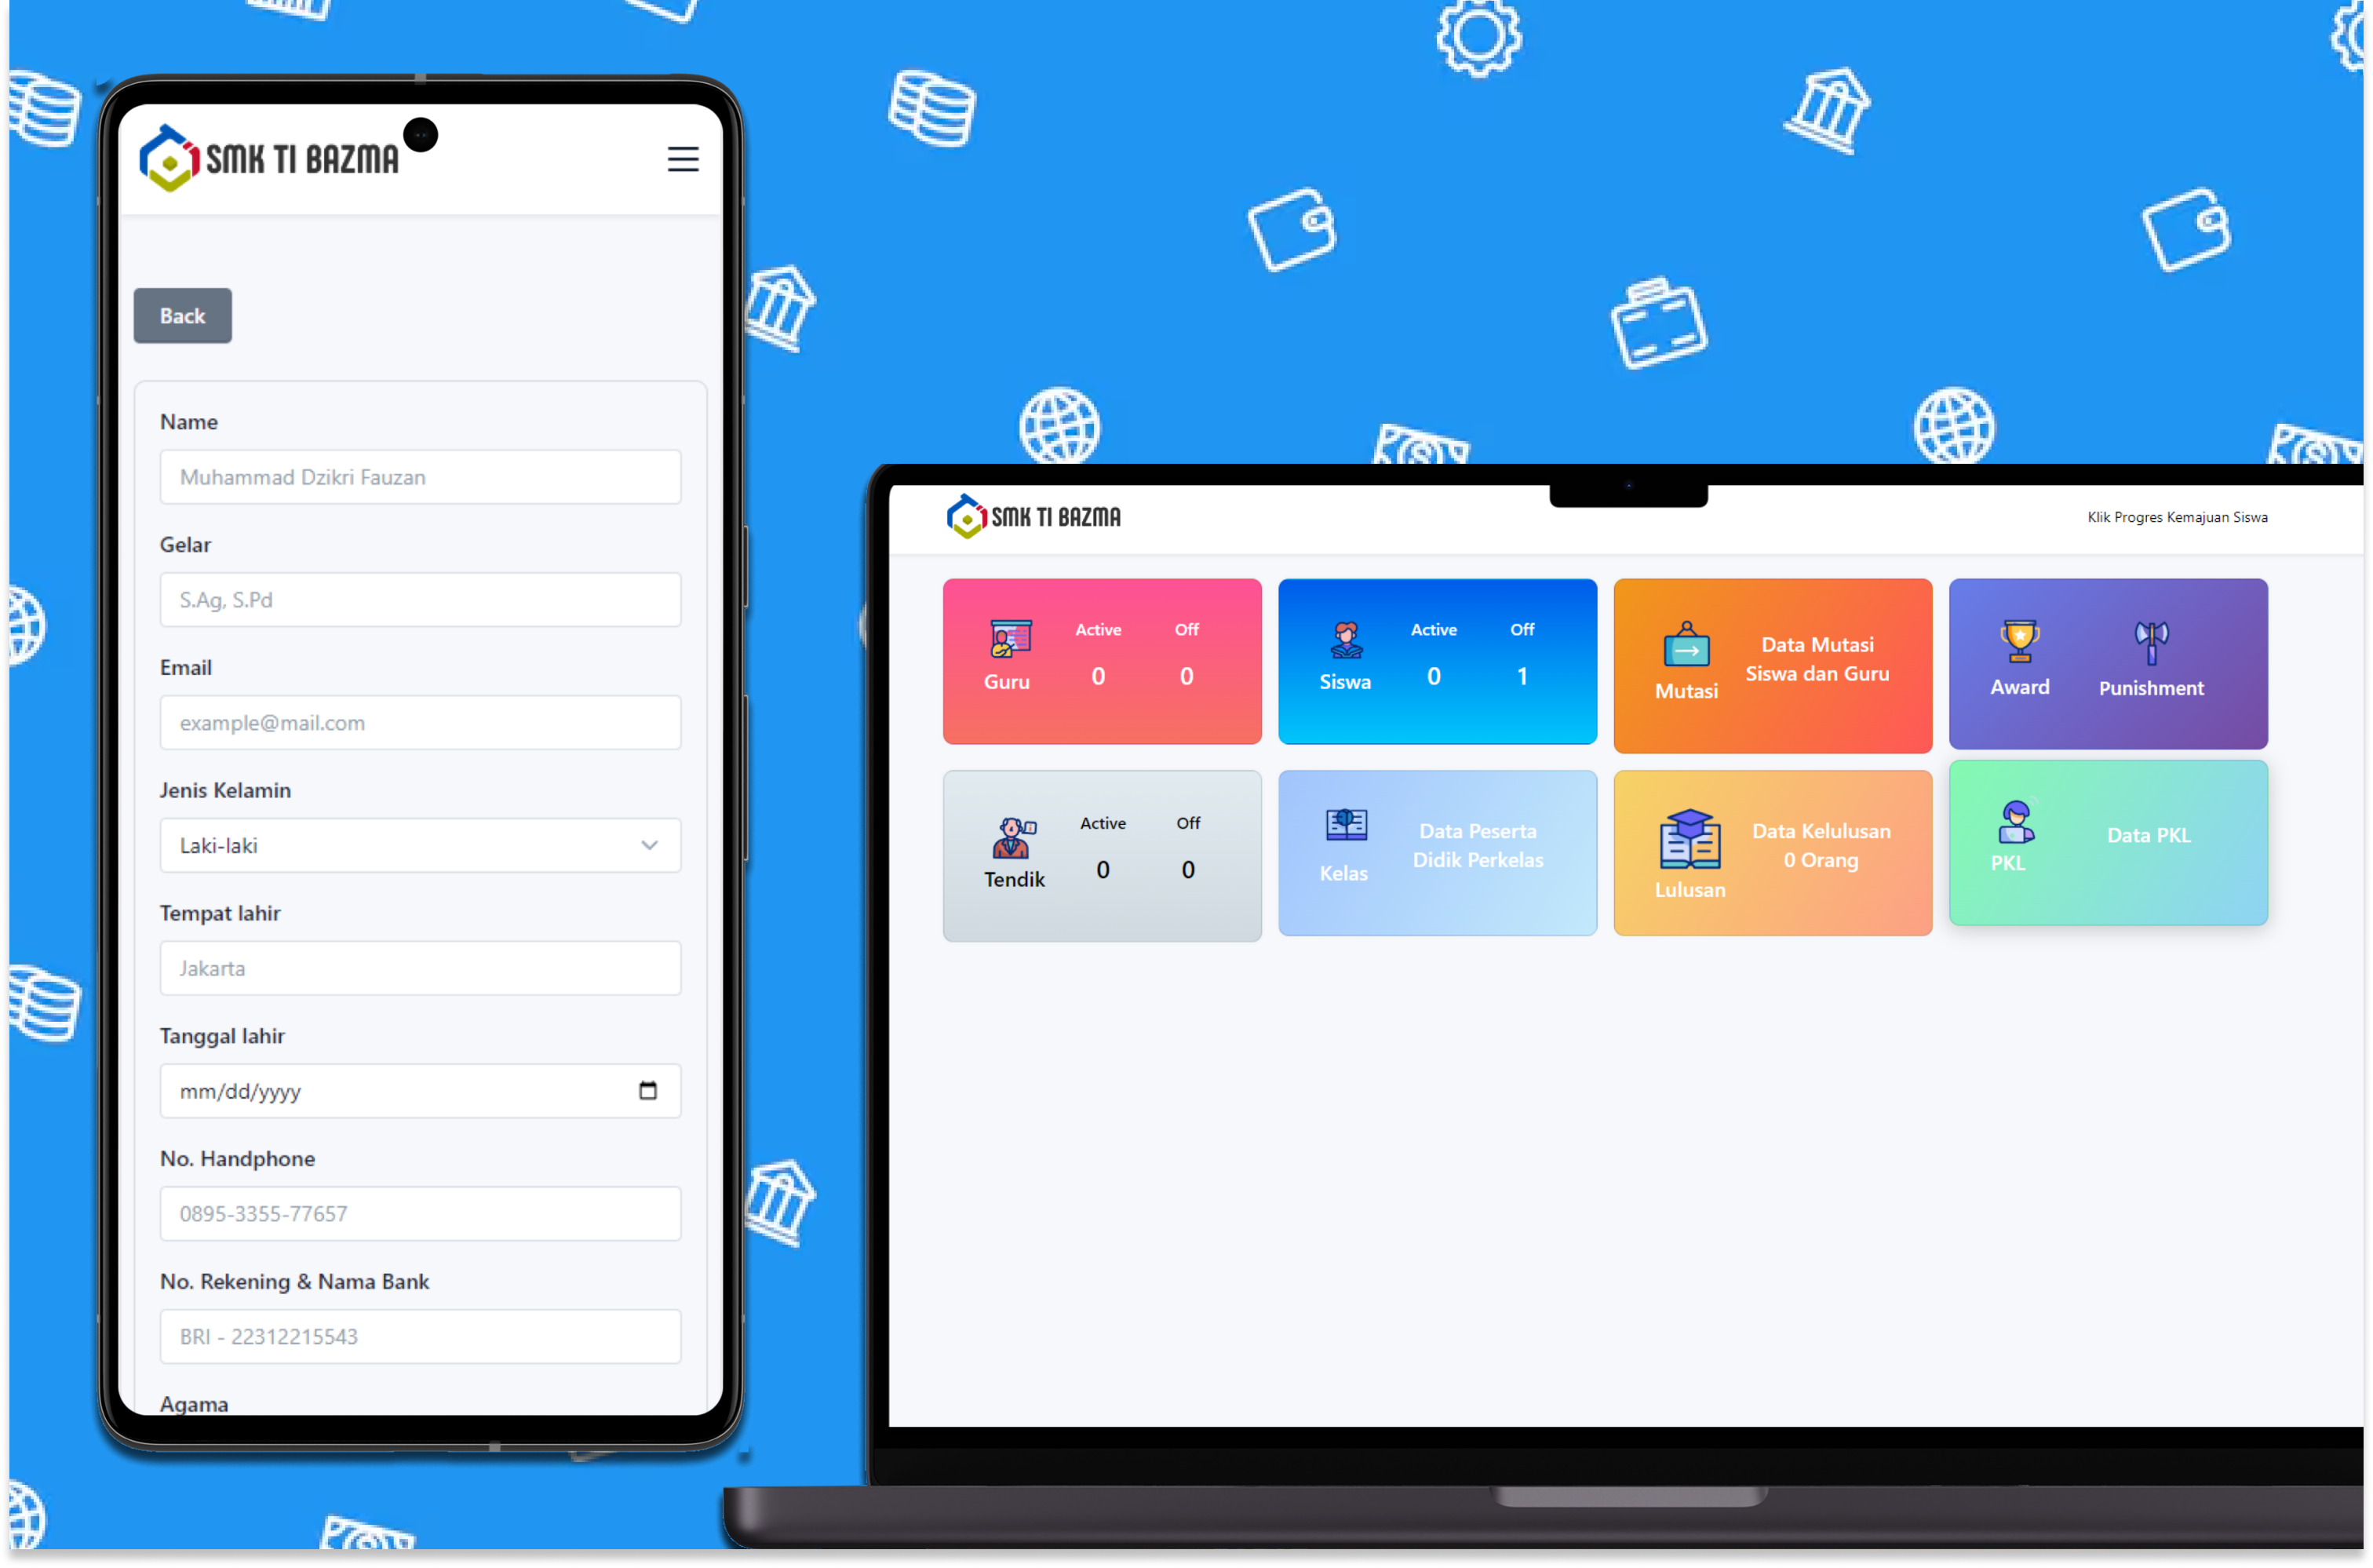 SMK TI BAZMA
Back
Name
Muhammad Dzikri Fauzan
Gelar
S.Ag, S.Pd
Email
example@mail.com
Jenis Kelamin
Laki-laki
Tempat lahir
Jakarta
Tanggal lahir
mm/dd/yyyy
No. Handphone
0895-3355-77657
No. Rekening & Nama Bank
BRI - 22312215543
Agama
SMK TI BAZMA
Klik Progres Kemajuan Siswa
Guru
Active Off
0 0
Siswa
Active Off
0 1
Mutasi
Data Mutasi
Siswa dan Guru
Award Punishment
Tendik
Active Off
0 0
Kelas
Data Peserta
Didik Perkelas
Lulusan
Data Kelulusan
0 Orang
PKL
Data PKL